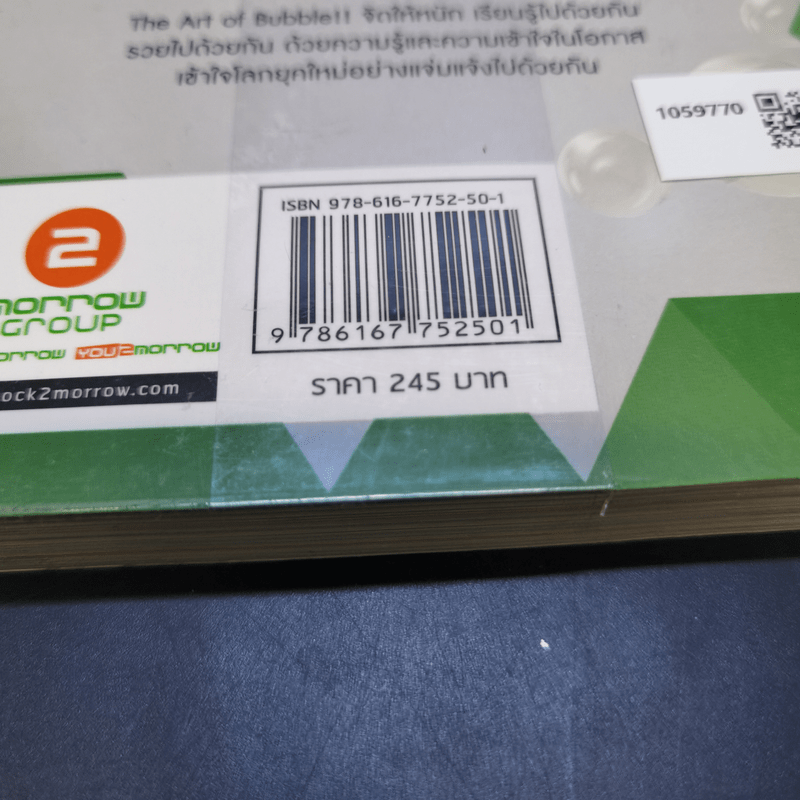 The Art of Bubble!! จัดให้หนัก เรียนรู้ไปด้วยกัน
รวยไปด้วยกัน ด้วยความรู้และความเข้าใจในโอกาส
เข้าใจโลกยุคใหม่อย่างแจ่มแจ้งไปด้วยกัน
1059770
ISBN 978-616-7752-50-1
9 786167 752501
ราคา 245 บาท
2
morrow
GROUP
orrow YOU2morrow
ock2morrow.com